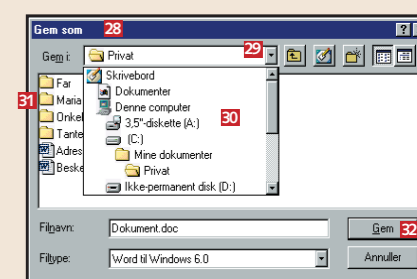 Gem som 28
Gem i: Privat 29
Skrivebord
Dokumenter
Denne computer
3,5"-diskette (A:)
30
(C:)
Mine dokumenter
Privat
Ikke-permanent disk (D:)
31
Far
Maria
Onkel
Tante
Adres
Beske
Filnavn: Dokument.doc Gem 32
Filtype: Word til Windows 6.0 Annuller